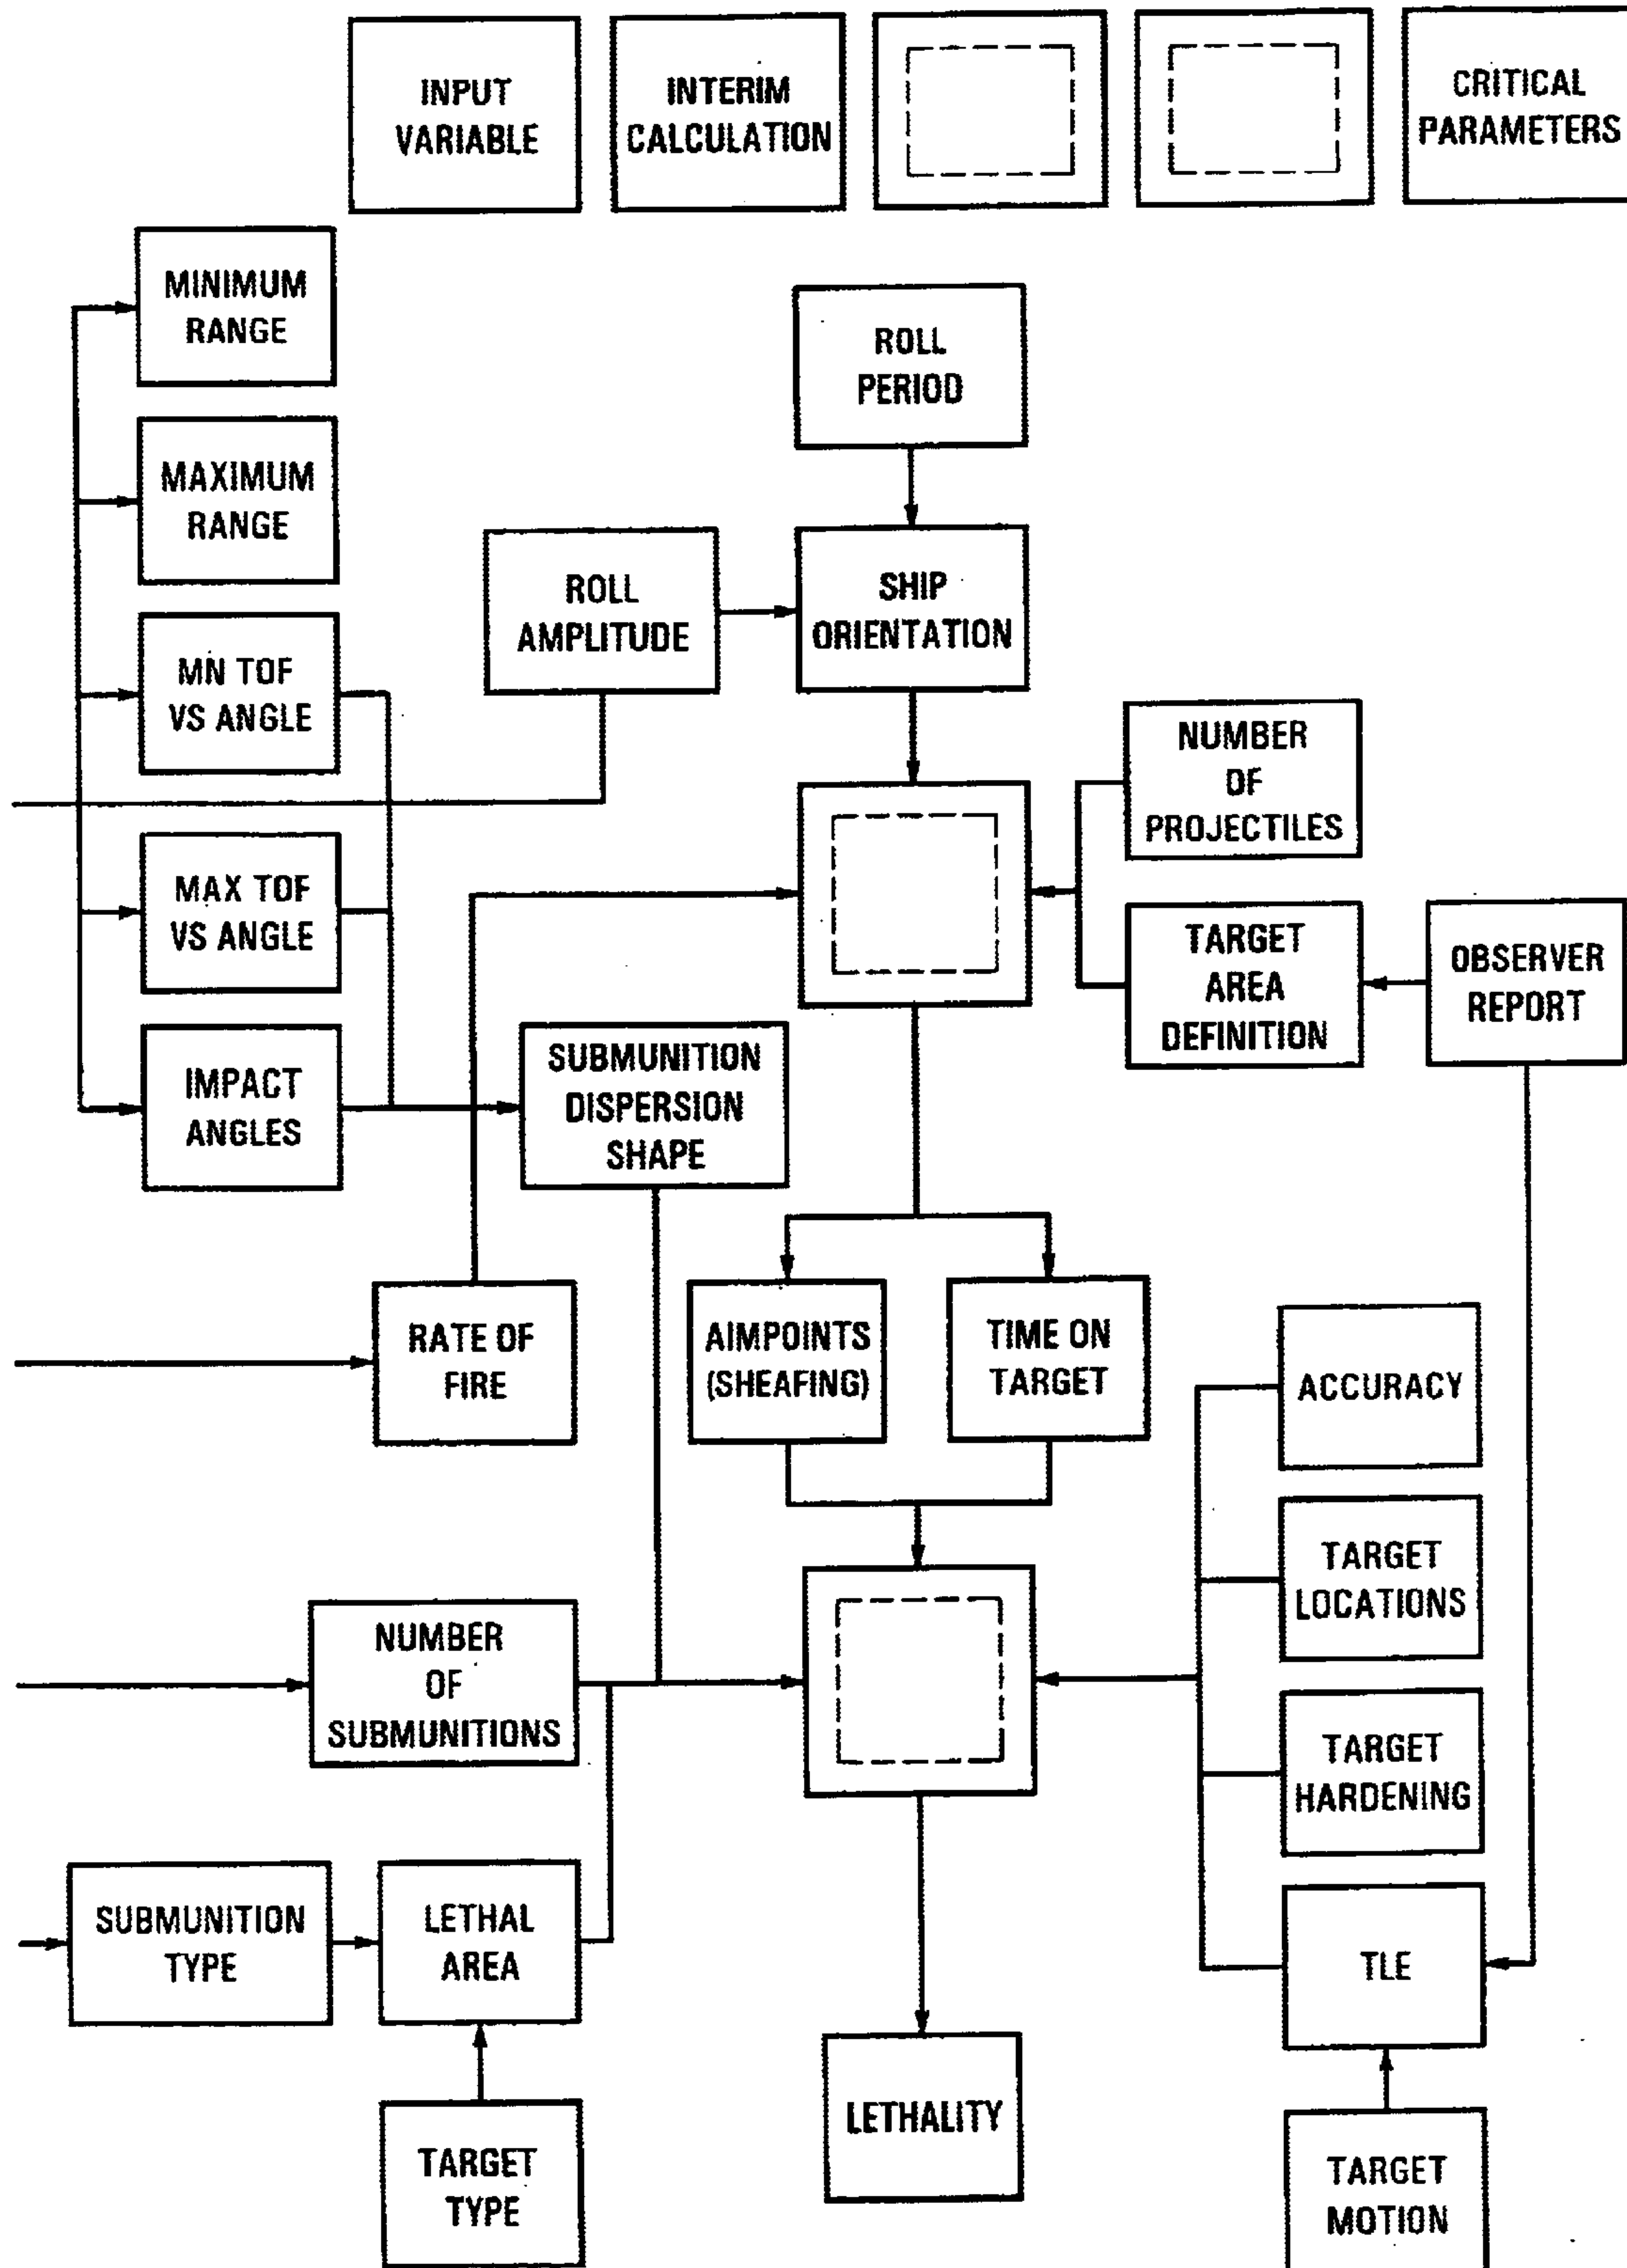 INPUT
VARIABLE
INTERIM
CALCULATION
CRITICAL
PARAMETERS
MINIMUM
RANGE
ROLL
PERIOD
MAXIMUM
RANGE
ROLL
AMPLITUDE
SHIP
ORIENTATION
MN TOF
VS ANGLE
NUMBER
OF
PROJECTILES
MAX TOF
VS ANGLE
TARGET
AREA
DEFINITION
OBSERVER
REPORT
IMPACT
ANGLES
SUBMUNITION
DISPERSION
SHAPE
RATE OF
FIRE
AIMPOINTS
(SHEAFING)
TIME ON
TARGET
ACCURACY
TARGET
LOCATIONS
NUMBER
OF
SUBMUNITIONS
TARGET
HARDENING
SUBMUNITION
TYPE
LETHAL
AREA
TLE
LETHALITY
TARGET
TYPE
TARGET
MOTION